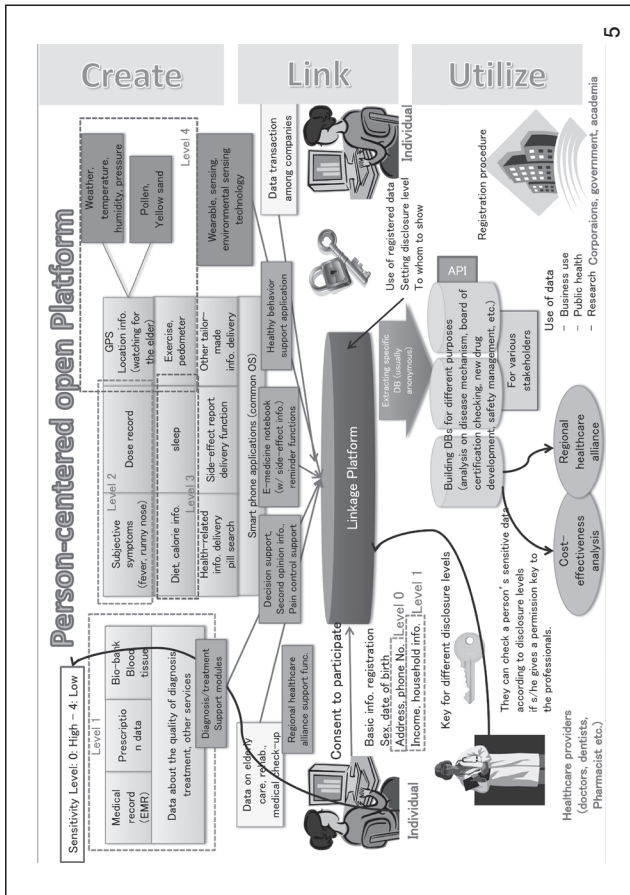 Person-centered open Platform
Create
Link
Utilize
Sensitivity Level: 0: High – 4: Low
Level 1
Medical
record
(EMR)
Prescriptio
n data
Bio-bank
Blood
tissue
Data about the quality of diagnosis,
treatment, other services
Diagnosis/treatment
Support modules
Level 2
Subjective
symptoms
(fever, runny nose)
Dose record
Diet, calorie info.
sleep
Level 3
Health-related
info. delivery
pill search
Side-effect report
delivery function
GPS
Location info.
(watching for
the elder)
Exercise,
pedometer
Other tailor-
made
info. delivery
Weather,
temperature,
humidity, pressure
Pollen,
Yellow sand
Level 4
Wearable, sensing,
environmental sensing
technology
Smart phone applications (common OS)
Data on elderly
care, rehab.,
medical check-up
Regional healthcare
alliance support func.
Decision support,
Second opinion info.
Pain control support
E-medicine notebook
(w/ side-effect info.)
reminder functions
Healthy behavior
support application
Data transaction
among companies
Consent to participate
Individual
Basic info. registration
Sex, date of birth
Address, phone No.
Level 0
Income, household info.
Level 1
Linkage Platform
Individual
Use of registered data
Setting disclosure level
To whom to show
Key for different disclosure levels
Extracting specific
DB (usually
anonymous)
Healthcare providers
(doctors, dentists,
Pharmacist etc.)
They can check a person's sensitive data
according to disclosure levels
if s/he gives a permission key to
the professionals.
Building DBs for different purposes
(analysis on disease mechanism, board of
certification checking, new drug
development, safety management, etc.)
API
For various
stakeholders
Registration procedure
Cost-
effectiveness
analysis
Regional
healthcare
alliance
Use of data
– Business use
– Public health
– Research
Corporaions, government, academia
5